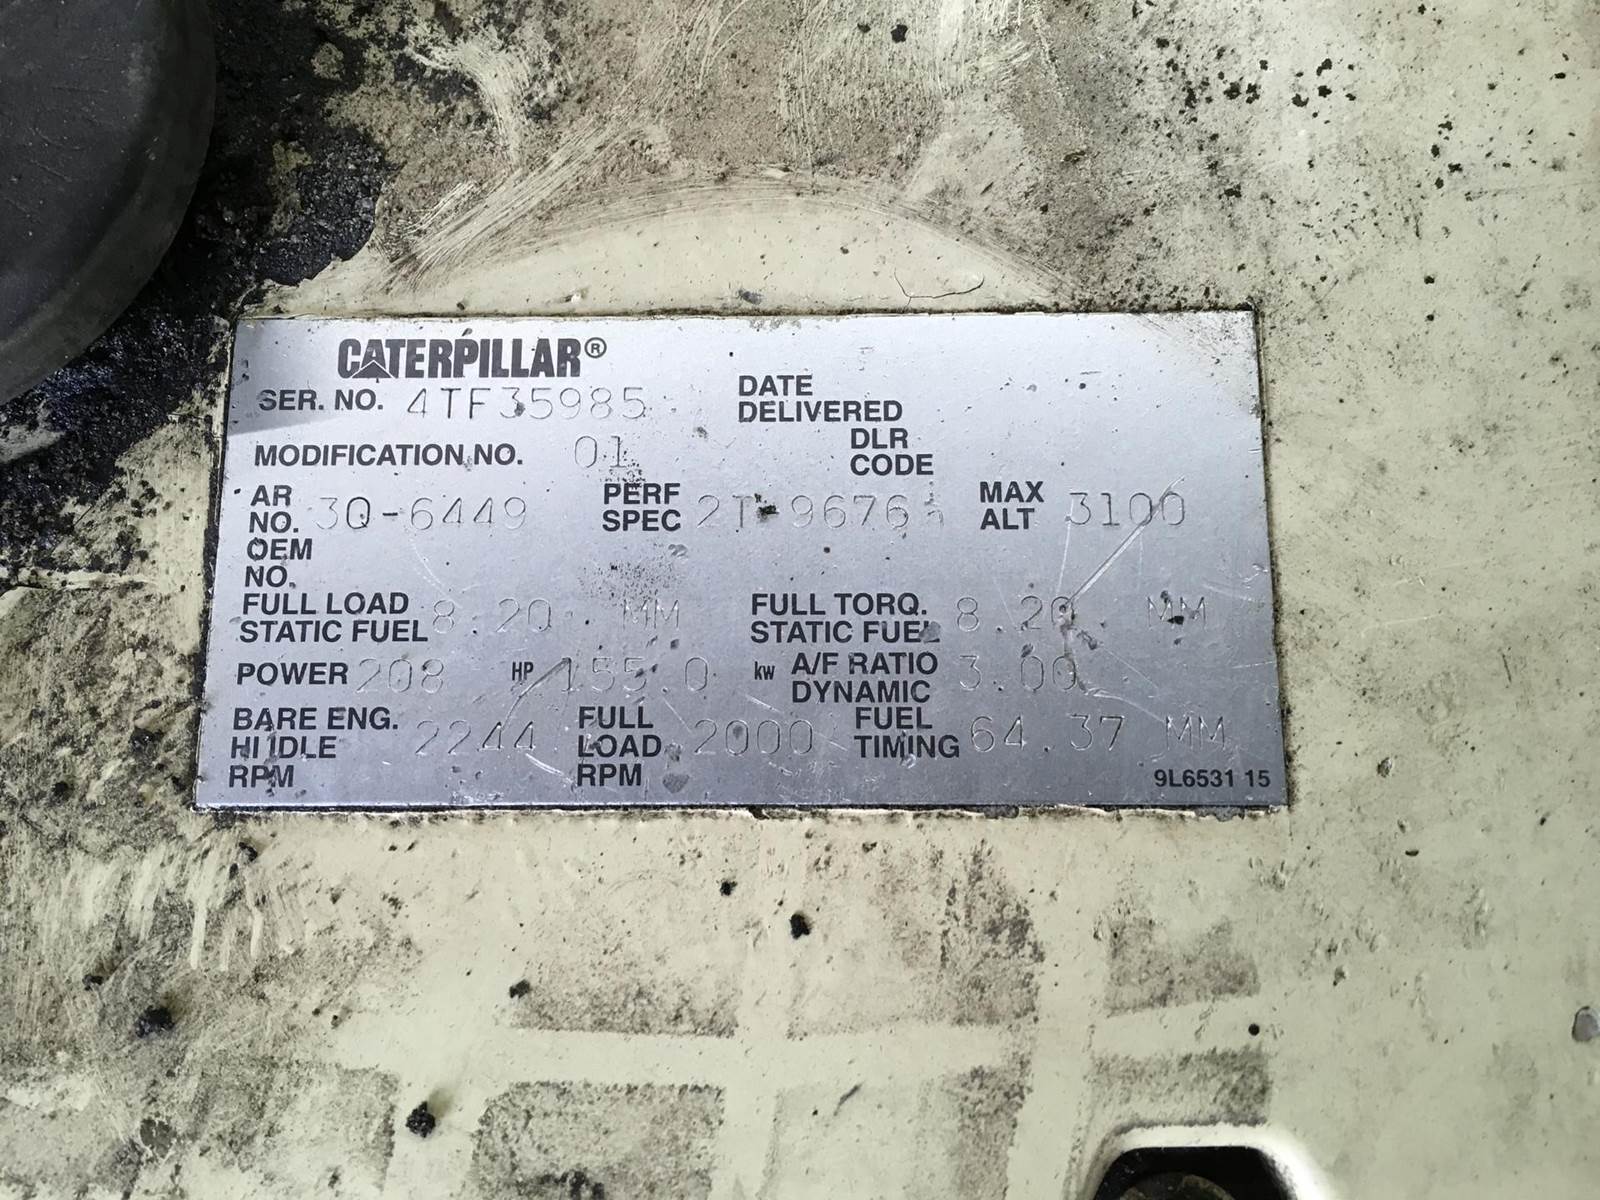 CATERPILLAR®
SER. NO. 4TF35985 DATE DELIVERED
MODIFICATION NO. 01 DLR CODE
AR NO. 3Q-6449 PERF SPEC 2T-9676 MAX ALT 3100
OEM NO.
FULL LOAD STATIC FUEL 8.20 MM FULL TORQ. STATIC FUEL 8.20 MM
POWER 208 HP 155.0 kw A/F RATIO DYNAMIC 3.00
BARE ENG. HI IDLE RPM 2244 FULL LOAD RPM 2000 FUEL TIMING 64.37 MM
9L6531 15